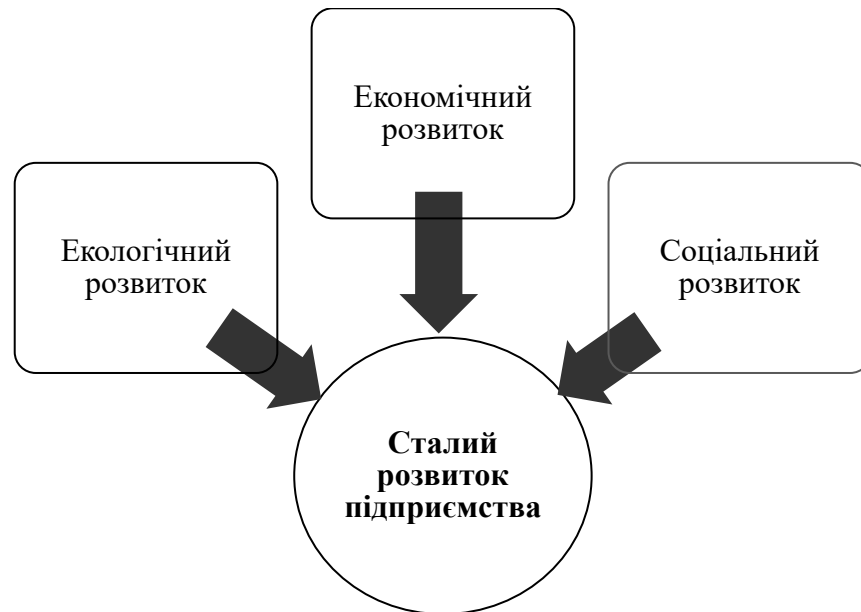 Економічний
розвиток
Екологічний
розвиток
Соціальний
розвиток
Сталий
розвиток
підприємства